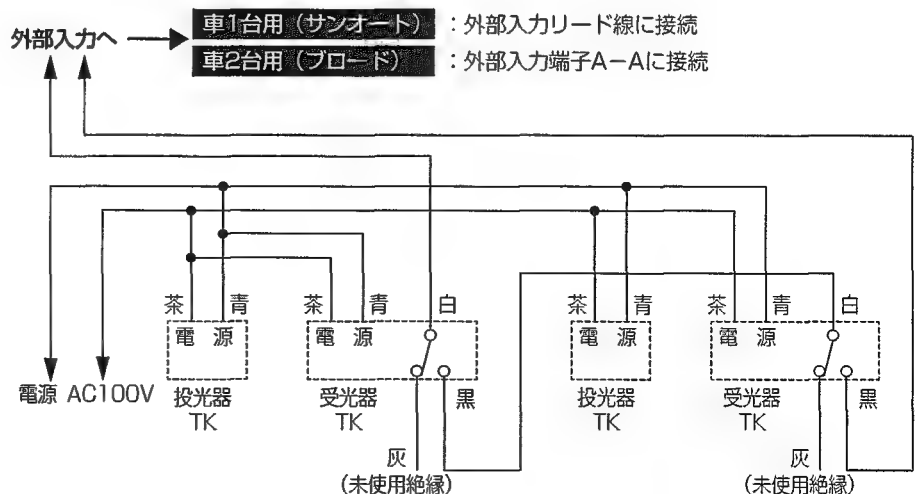 外部入力へ
車1台用（サンオート）：外部入力リード線に接続
車2台用（ブロード）：外部入力端子A－Aに接続
茶 青 茶 青 白 茶 青 茶 青 白
電 源 電 源 電 源 電 源
電源 AC100V
投光器 受光器 黒 投光器 受光器 黒
TK TK TK TK
灰 灰
（未使用絶縁） （未使用絶縁）